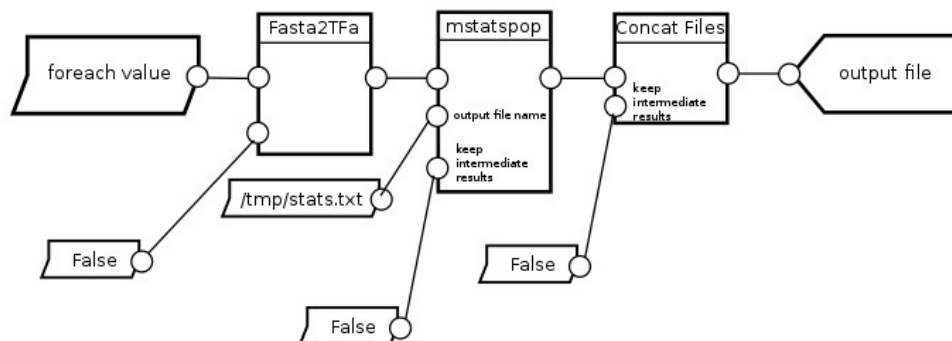 Fasta2TFa
mstatspop
Concat Files
foreach value
output file
keep
intermediate
results
output file name
keep
intermediate
results
/tmp/stats.txt
False
False
False